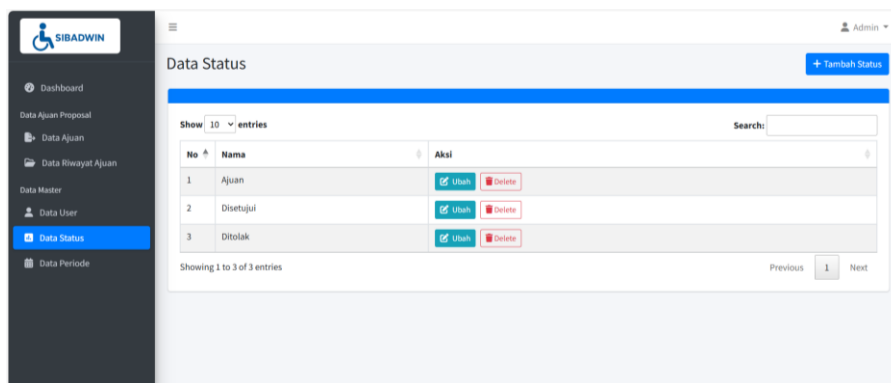 SIBADWIN
Admin
Data Status
+ Tambah Status
Dashboard
Data Ajuan Proposal
Data Ajuan
Data Riwayat Ajuan
Data Master
Data User
Data Status
Data Periode
Show 10 entries
Search:
No Nama Aksi
1 Ajuan Ubah Delete
2 Disetujui Ubah Delete
3 Ditolak Ubah Delete
Showing 1 to 3 of 3 entries
Previous 1 Next